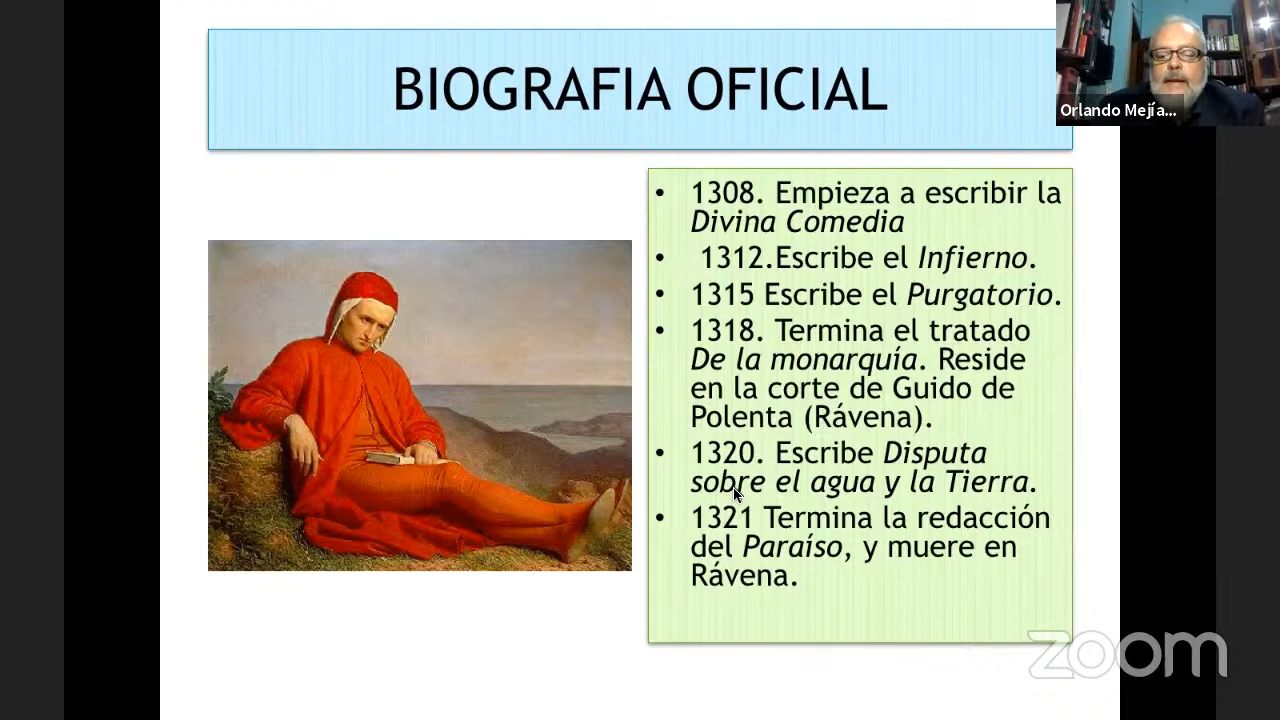 BIOGRAFIA OFICIAL
Orlando Mejía...
• 1308. Empieza a escribir la
Divina Comedia
• 1312.Escribe el Infierno.
• 1315 Escribe el Purgatorio.
• 1318. Termina el tratado
De la monarquía. Reside
en la corte de Guido de
Polenta (Rávena).
• 1320. Escribe Disputa
sobre el agua y la Tierra.
• 1321 Termina la redacción
del Paraíso, y muere en
Rávena.
zoom